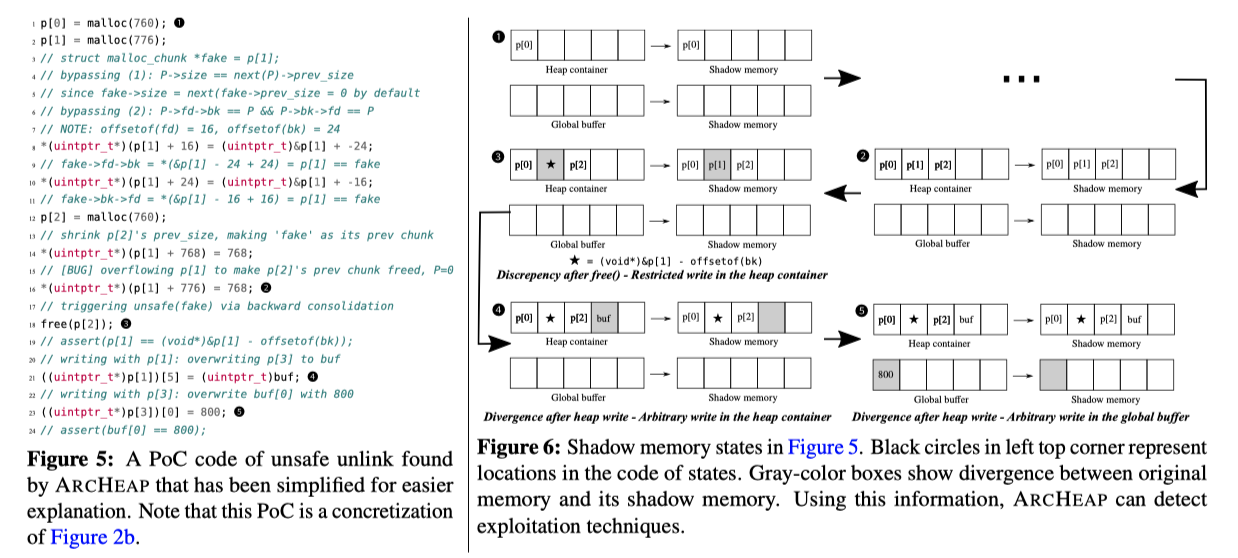 1 p[0] = malloc(760); ❶
2 p[1] = malloc(776);
3 // struct malloc_chunk *fake = p[1];
4 // bypassing (1): P->size == next(P)->prev_size
5 // since fake->size = next(fake->prev_size = 0 by default
6 // bypassing (2): P->fd->bk == P && P->bk->fd == P
7 // NOTE: offsetof(fd) = 16, offsetof(bk) = 24
8 *(uintptr_t*)(p[1] + 16) = (uintptr_t)&p[1] + -24;
9 // fake->fd->bk = *(&p[1] - 24 + 24) = p[1] == fake
10 *(uintptr_t*)(p[1] + 24) = (uintptr_t)&p[1] + -16;
11 // fake->bk->fd = *(&p[1] - 16 + 16) = p[1] == fake
12 p[2] = malloc(760);
13 // shrink p[2]'s prev_size, making 'fake' as its prev chunk
14 *(uintptr_t*)(p[1] + 768) = 768;
15 // [BUG] overflowing p[1] to make p[2]'s prev chunk freed, P=0
16 *(uintptr_t*)(p[1] + 776) = 768; ❷
17 // triggering unsafe(fake) via backward consolidation
18 free(p[2]); ❸
19 // assert(p[1] == (void*)&p[1] - offsetof(bk));
20 // writing with p[1]: overwriting p[3] to buf
21 ((uintptr_t*)p[1])[5] = (uintptr_t)buf; ❹
22 // writing with p[3]: overwrite buf[0] with 800
23 ((uintptr_t*)p[3])[0] = 800; ❺
24 // assert(buf[0] == 800);
Figure 5: A PoC code of unsafe unlink found
by ARCHEAP that has been simplified for easier
explanation. Note that this PoC is a concretization
of Figure 2b.
❶ p[0] p[0]
Heap container Shadow memory
Global buffer Shadow memory
❸ p[0] ★ p[2] p[0] p[1] p[2]
Heap container Shadow memory
Global buffer Shadow memory
★ = (void*)&p[1] - offsetof(bk)
Discrepency after free() - Restricted write in the heap container
❷ p[0] p[1] p[2] p[0] p[1] p[2]
Heap container Shadow memory
Global buffer Shadow memory
❹ p[0] ★ p[2] buf p[0] ★ p[2]
Heap container Shadow memory
Global buffer Shadow memory
Divergence after heap write - Arbitrary write in the heap container
❺ p[0] ★ p[2] buf p[0] ★ p[2] buf
Heap container Shadow memory
800
Global buffer Shadow memory
Divergence after heap write - Arbitrary write in the global buffer
Figure 6: Shadow memory states in Figure 5. Black circles in left top corner represent
locations in the code of states. Gray-color boxes show divergence between original
memory and its shadow memory. Using this information, ARCHEAP can detect
exploitation techniques.